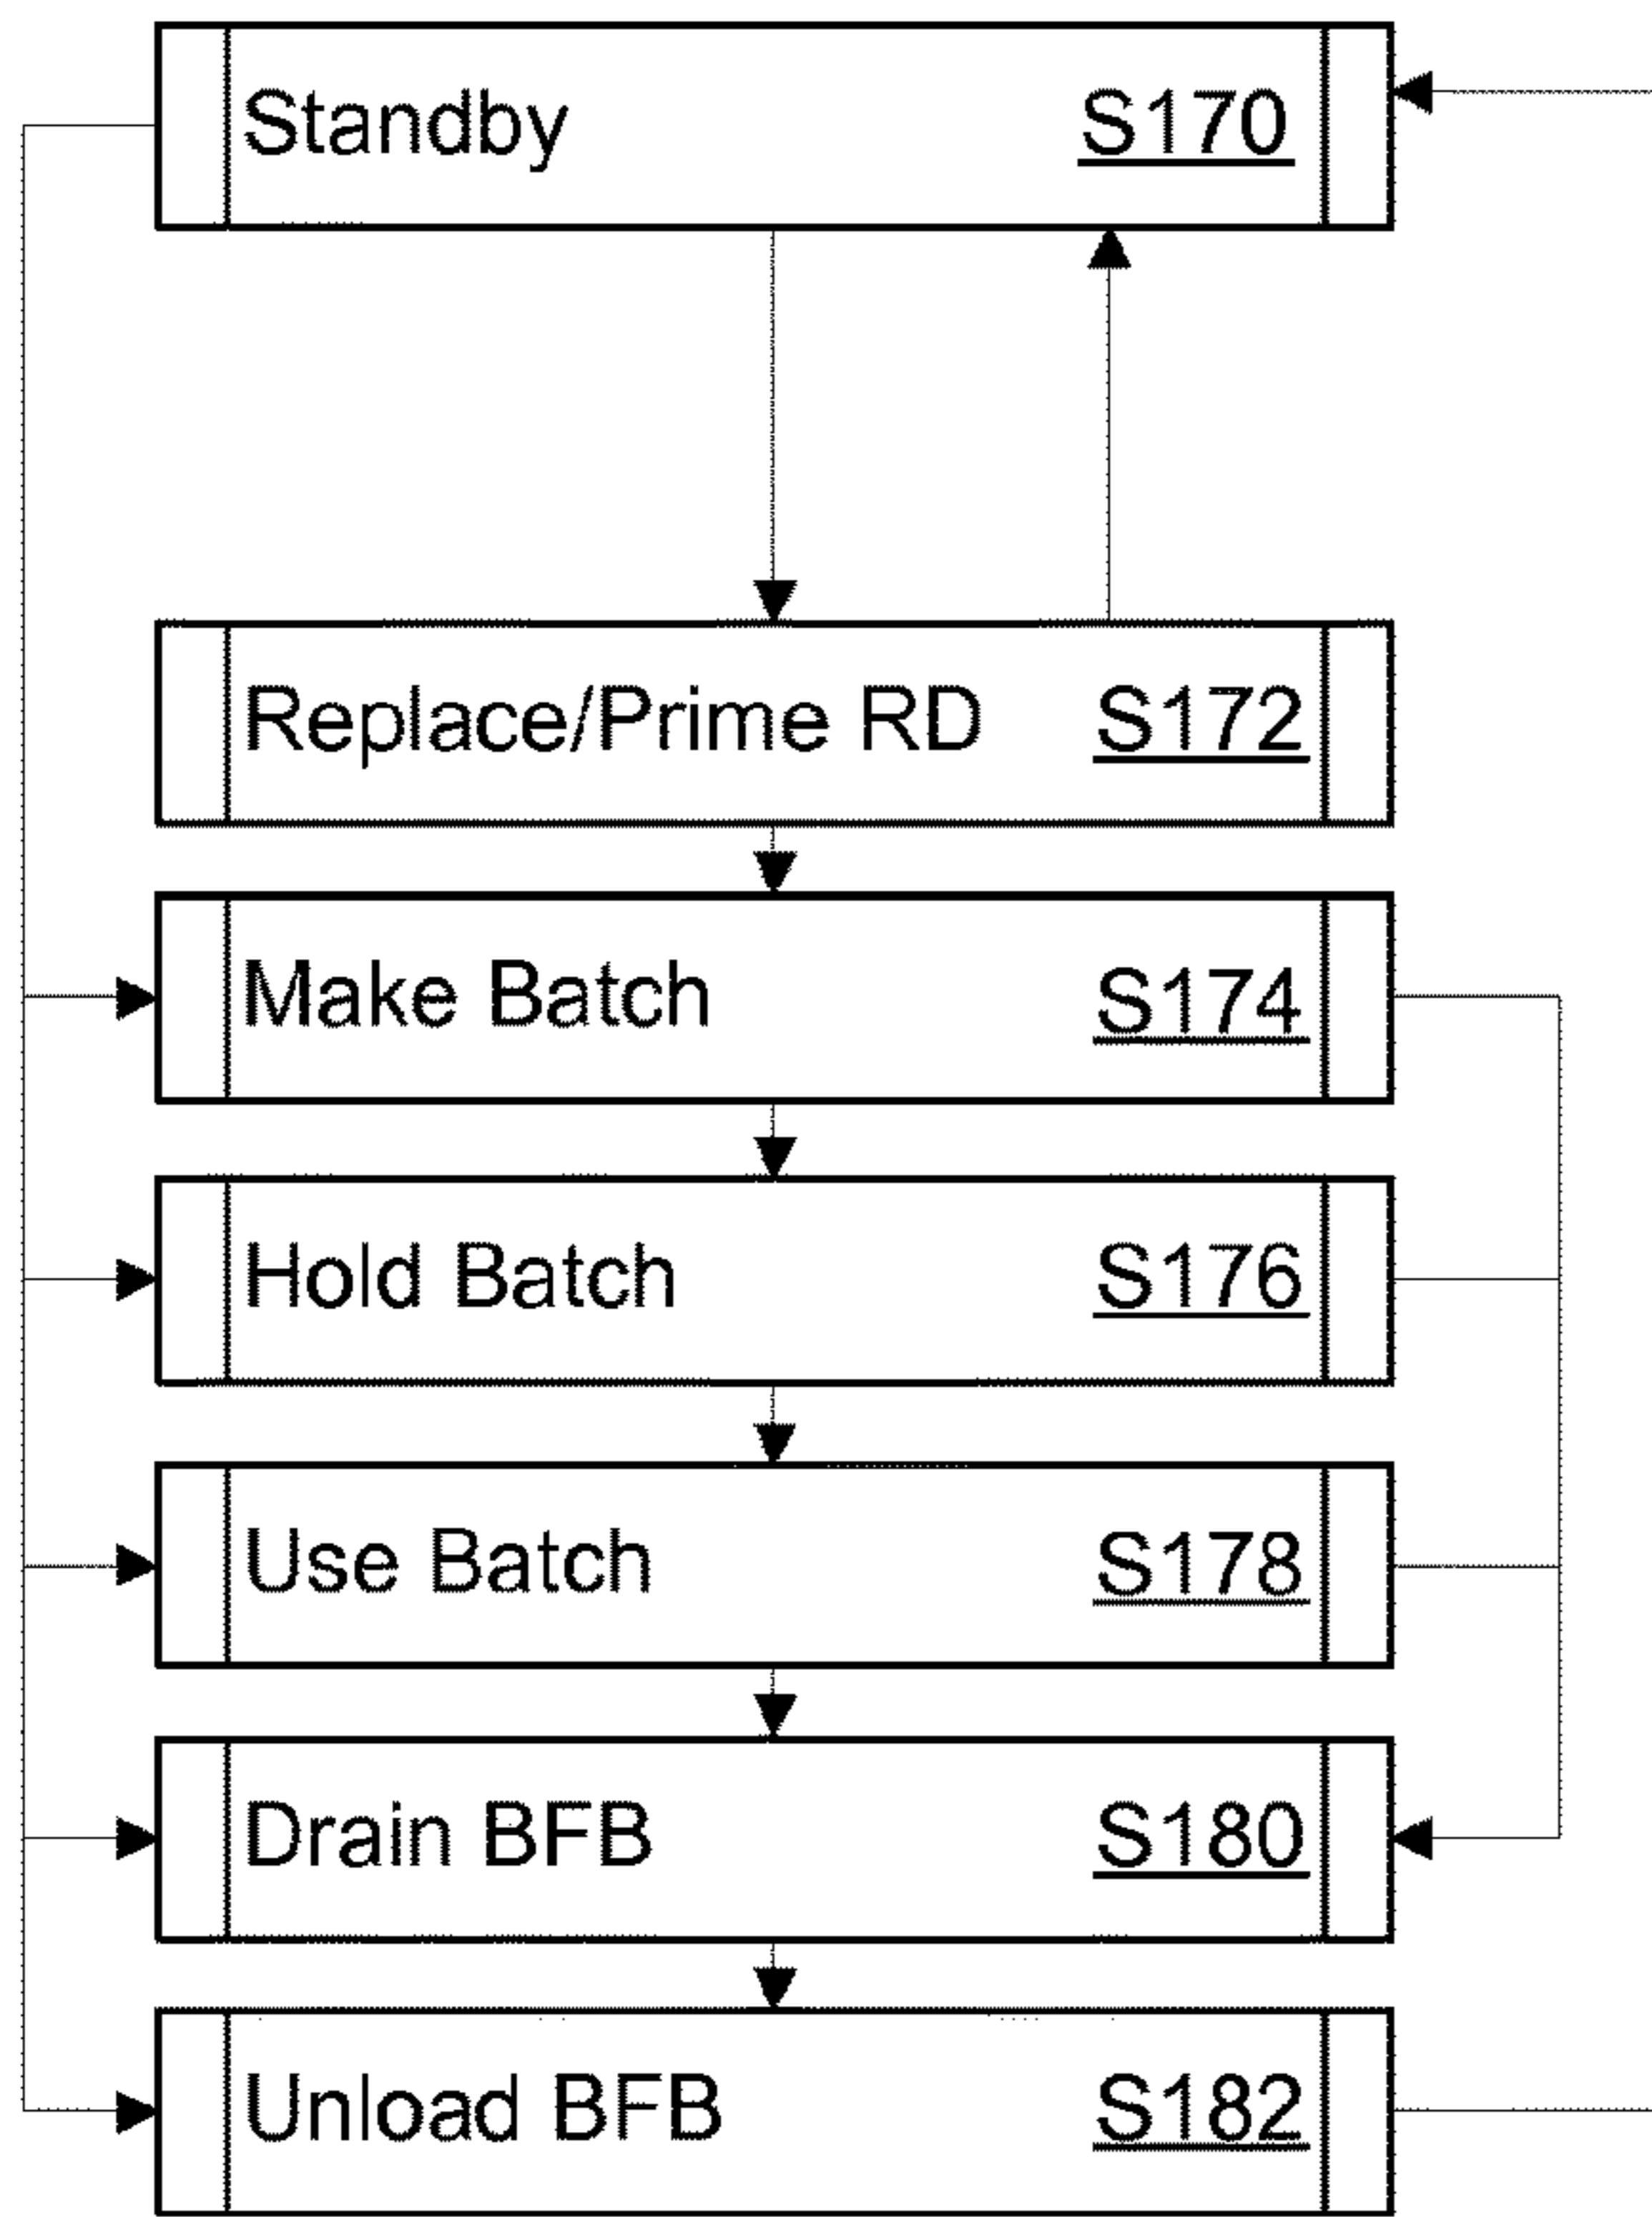 Standby S170
Replace/Prime RD S172
Make Batch S174
Hold Batch S176
Use Batch S178
Drain BFB S180
Unload BFB S182